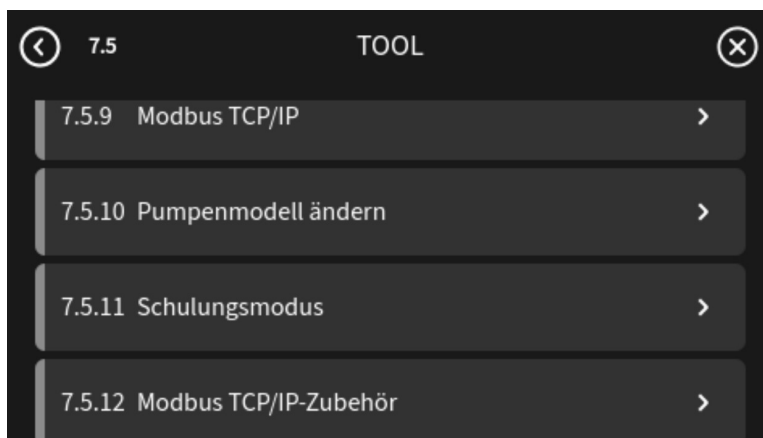 7.5 TOOL
7.5.9 Modbus TCP/IP
7.5.10 Pumpenmodell ändern
7.5.11 Schulungsmodus
7.5.12 Modbus TCP/IP-Zubehör